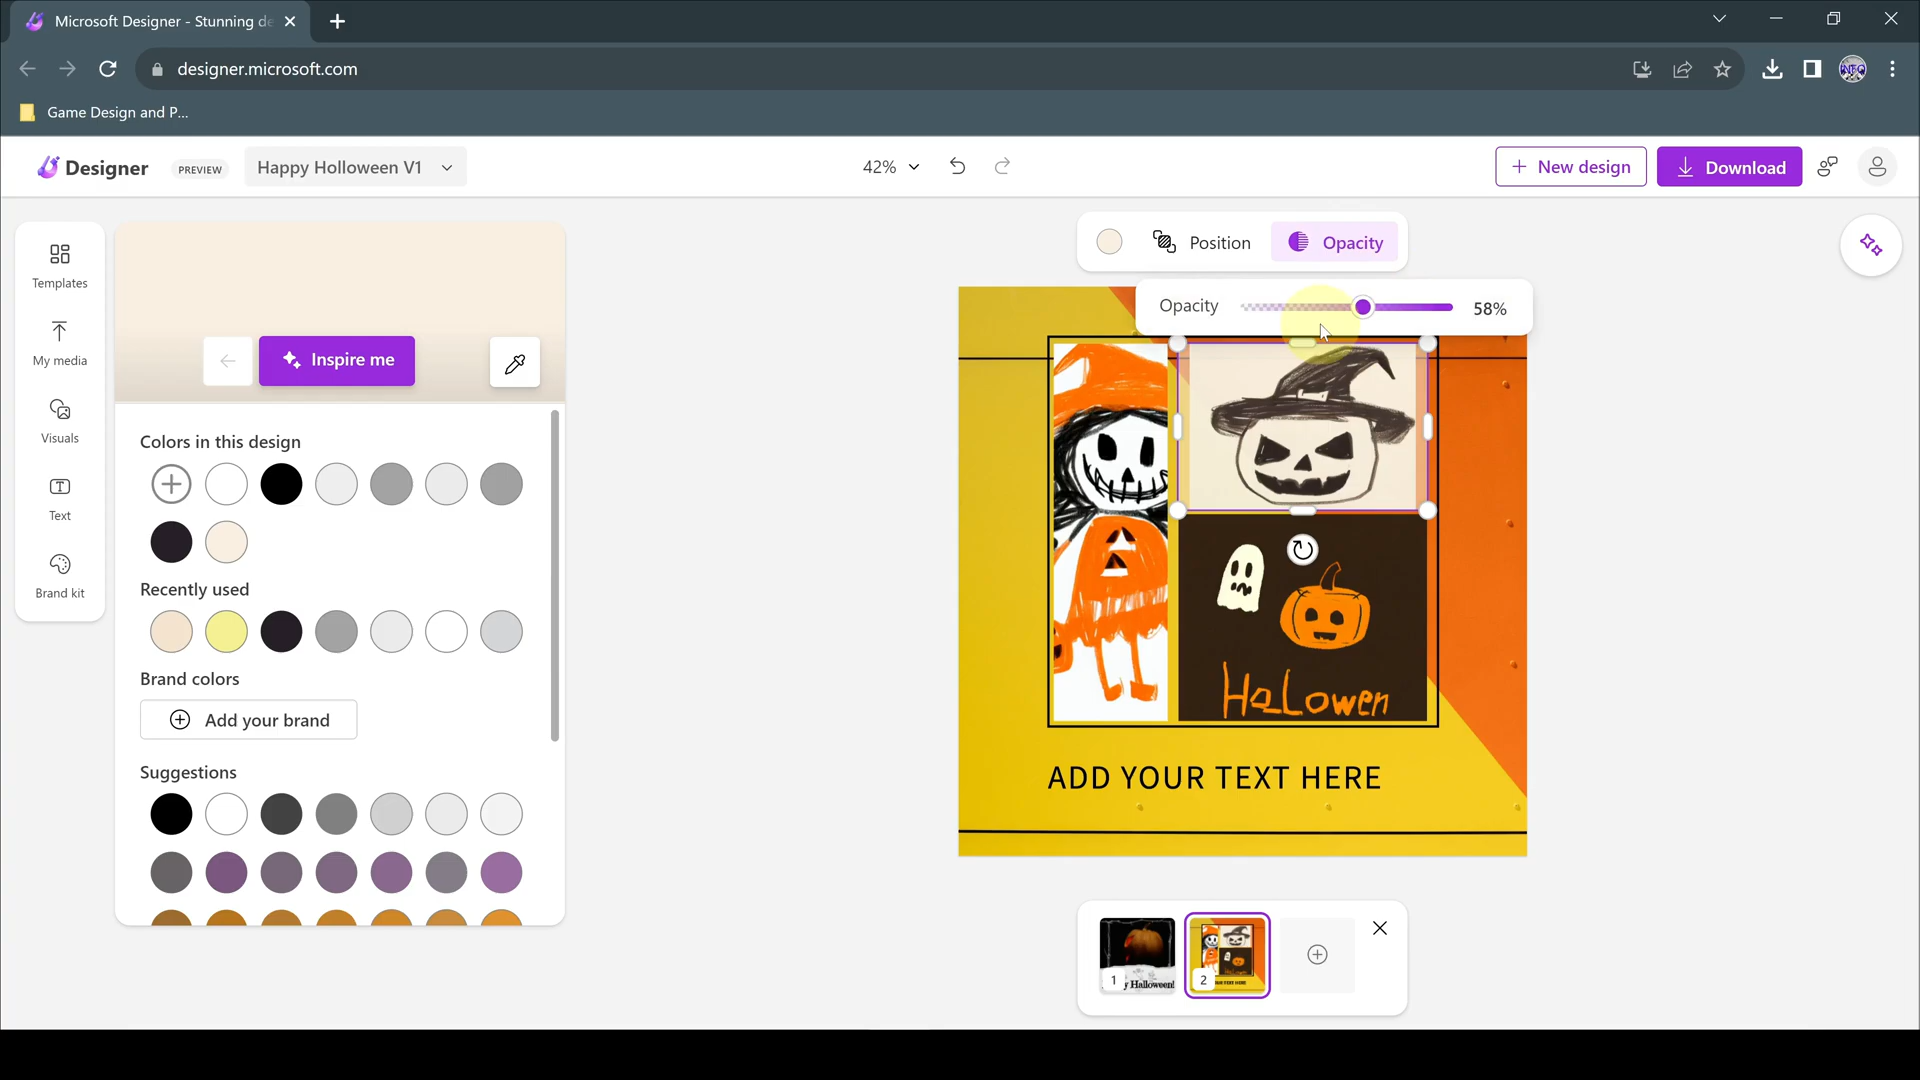 Microsoft Designer - Stunning de
designer.microsoft.com
INFO
Game Design and P...
Designer
PREVIEW
Happy Holloween V1
42%
New design
Download
Templates
My media
Visuals
Text
Brand kit
Inspire me
Colors in this design
Recently used
Brand colors
Add your brand
Suggestions
Position
Opacity
Opacity
58%
HaLowen
ADD YOUR TEXT HERE
1
y Halloween!
2